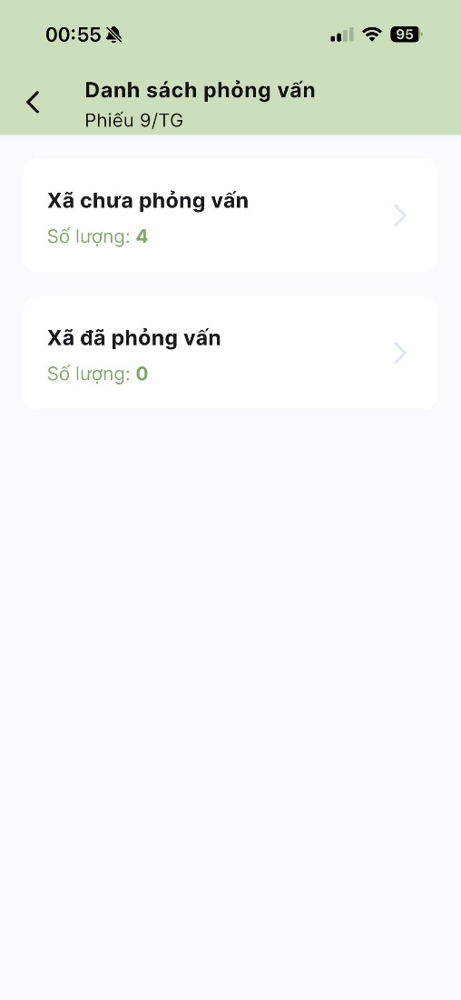 00:55
95
Danh sách phỏng vấn
Phiếu 9/TG
Xã chưa phỏng vấn
Số lượng: 4
Xã đã phỏng vấn
Số lượng: 0